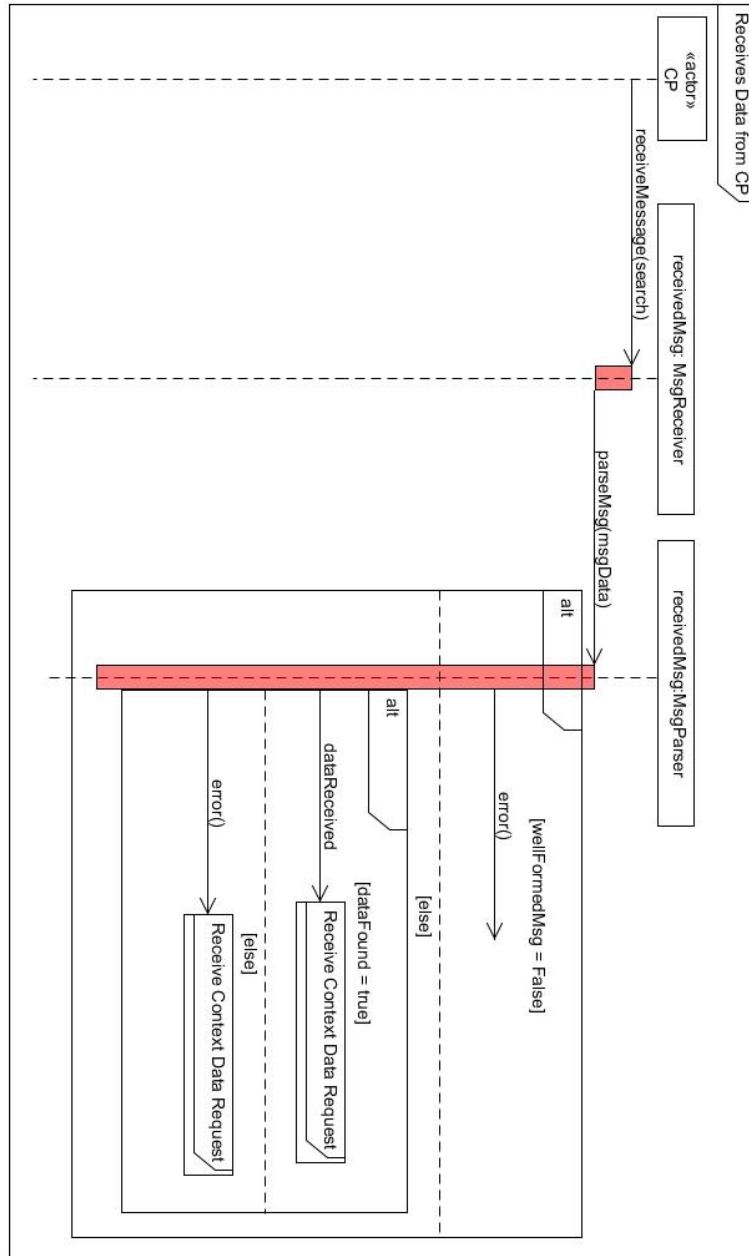 Receives Data from CP
«actor»
CP
receivedMsg: MsgReceiver
receivedMsg:MsgParser
receiveMessage(search)
parseMsg(msgData)
alt
[wellFormedMsg = False]
error()
[else]
alt
[dataFound = true]
dataReceived
Receive Context Data Request
[else]
error()
Receive Context Data Request